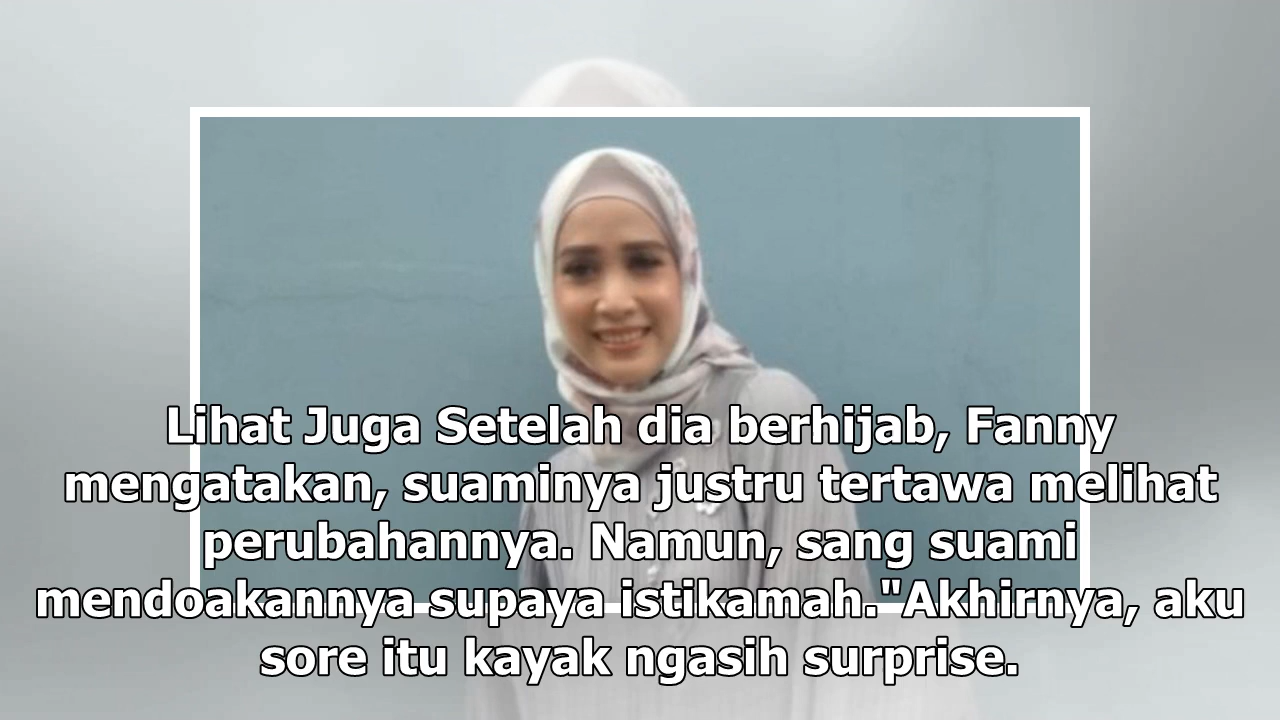 Lihat Juga Setelah dia berhijab, Fanny
mengatakan, suaminya justru tertawa melihat
perubahannya. Namun, sang suami
mendoakannya supaya istikamah."Akhirnya, aku
sore itu kayak ngasih surprise.